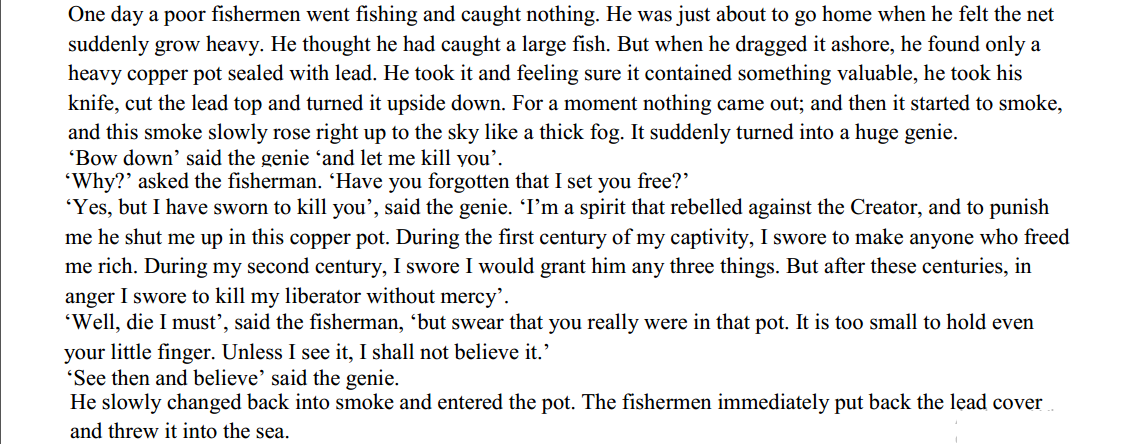 One day a poor fishermen went fishing and caught nothing. He was just about to go home when he felt the net
suddenly grow heavy. He thought he had caught a large fish. But when he dragged it ashore, he found only a
heavy copper pot sealed with lead. He took it and feeling sure it contained something valuable, he took his
knife, cut the lead top and turned it upside down. For a moment nothing came out; and then it started to smoke,
and this smoke slowly rose right up to the sky like a thick fog. It suddenly turned into a huge genie.
‘Bow down’ said the genie ‘and let me kill you’.
‘Why?’ asked the fisherman. ‘Have you forgotten that I set you free?’
‘Yes, but I have sworn to kill you’, said the genie. ‘I’m a spirit that rebelled against the Creator, and to punish
me he shut me up in this copper pot. During the first century of my captivity, I swore to make anyone who freed
me rich. During my second century, I swore I would grant him any three things. But after these centuries, in
anger I swore to kill my liberator without mercy’.
‘Well, die I must’, said the fisherman, ‘but swear that you really were in that pot. It is too small to hold even
your little finger. Unless I see it, I shall not believe it.’
‘See then and believe’ said the genie.
He slowly changed back into smoke and entered the pot. The fishermen immediately put back the lead cover
and threw it into the sea.